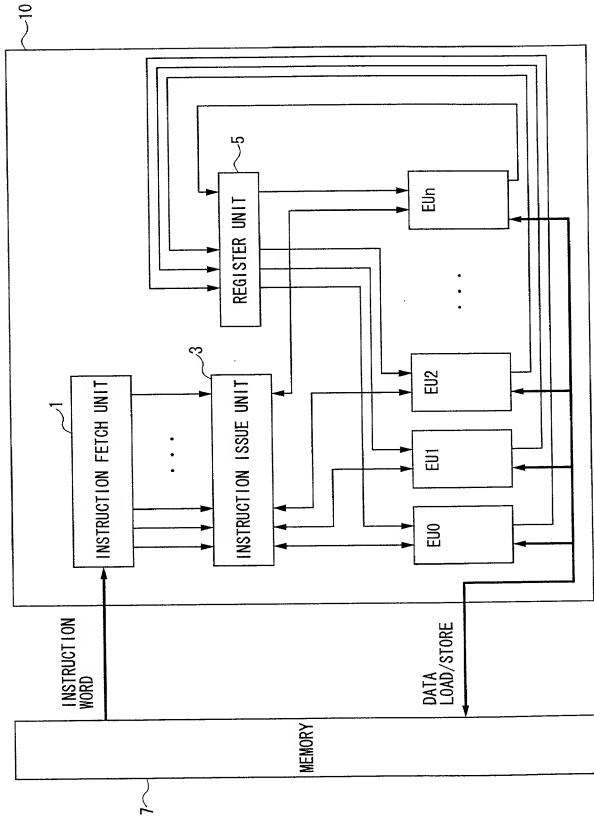 10
1
INSTRUCTION FETCH UNIT
. . .
3
INSTRUCTION ISSUE UNIT
5
REGISTER UNIT
EU0
EU1
EU2
. . .
EUn
INSTRUCTION
WORD
DATA
LOAD/STORE
7
MEMORY